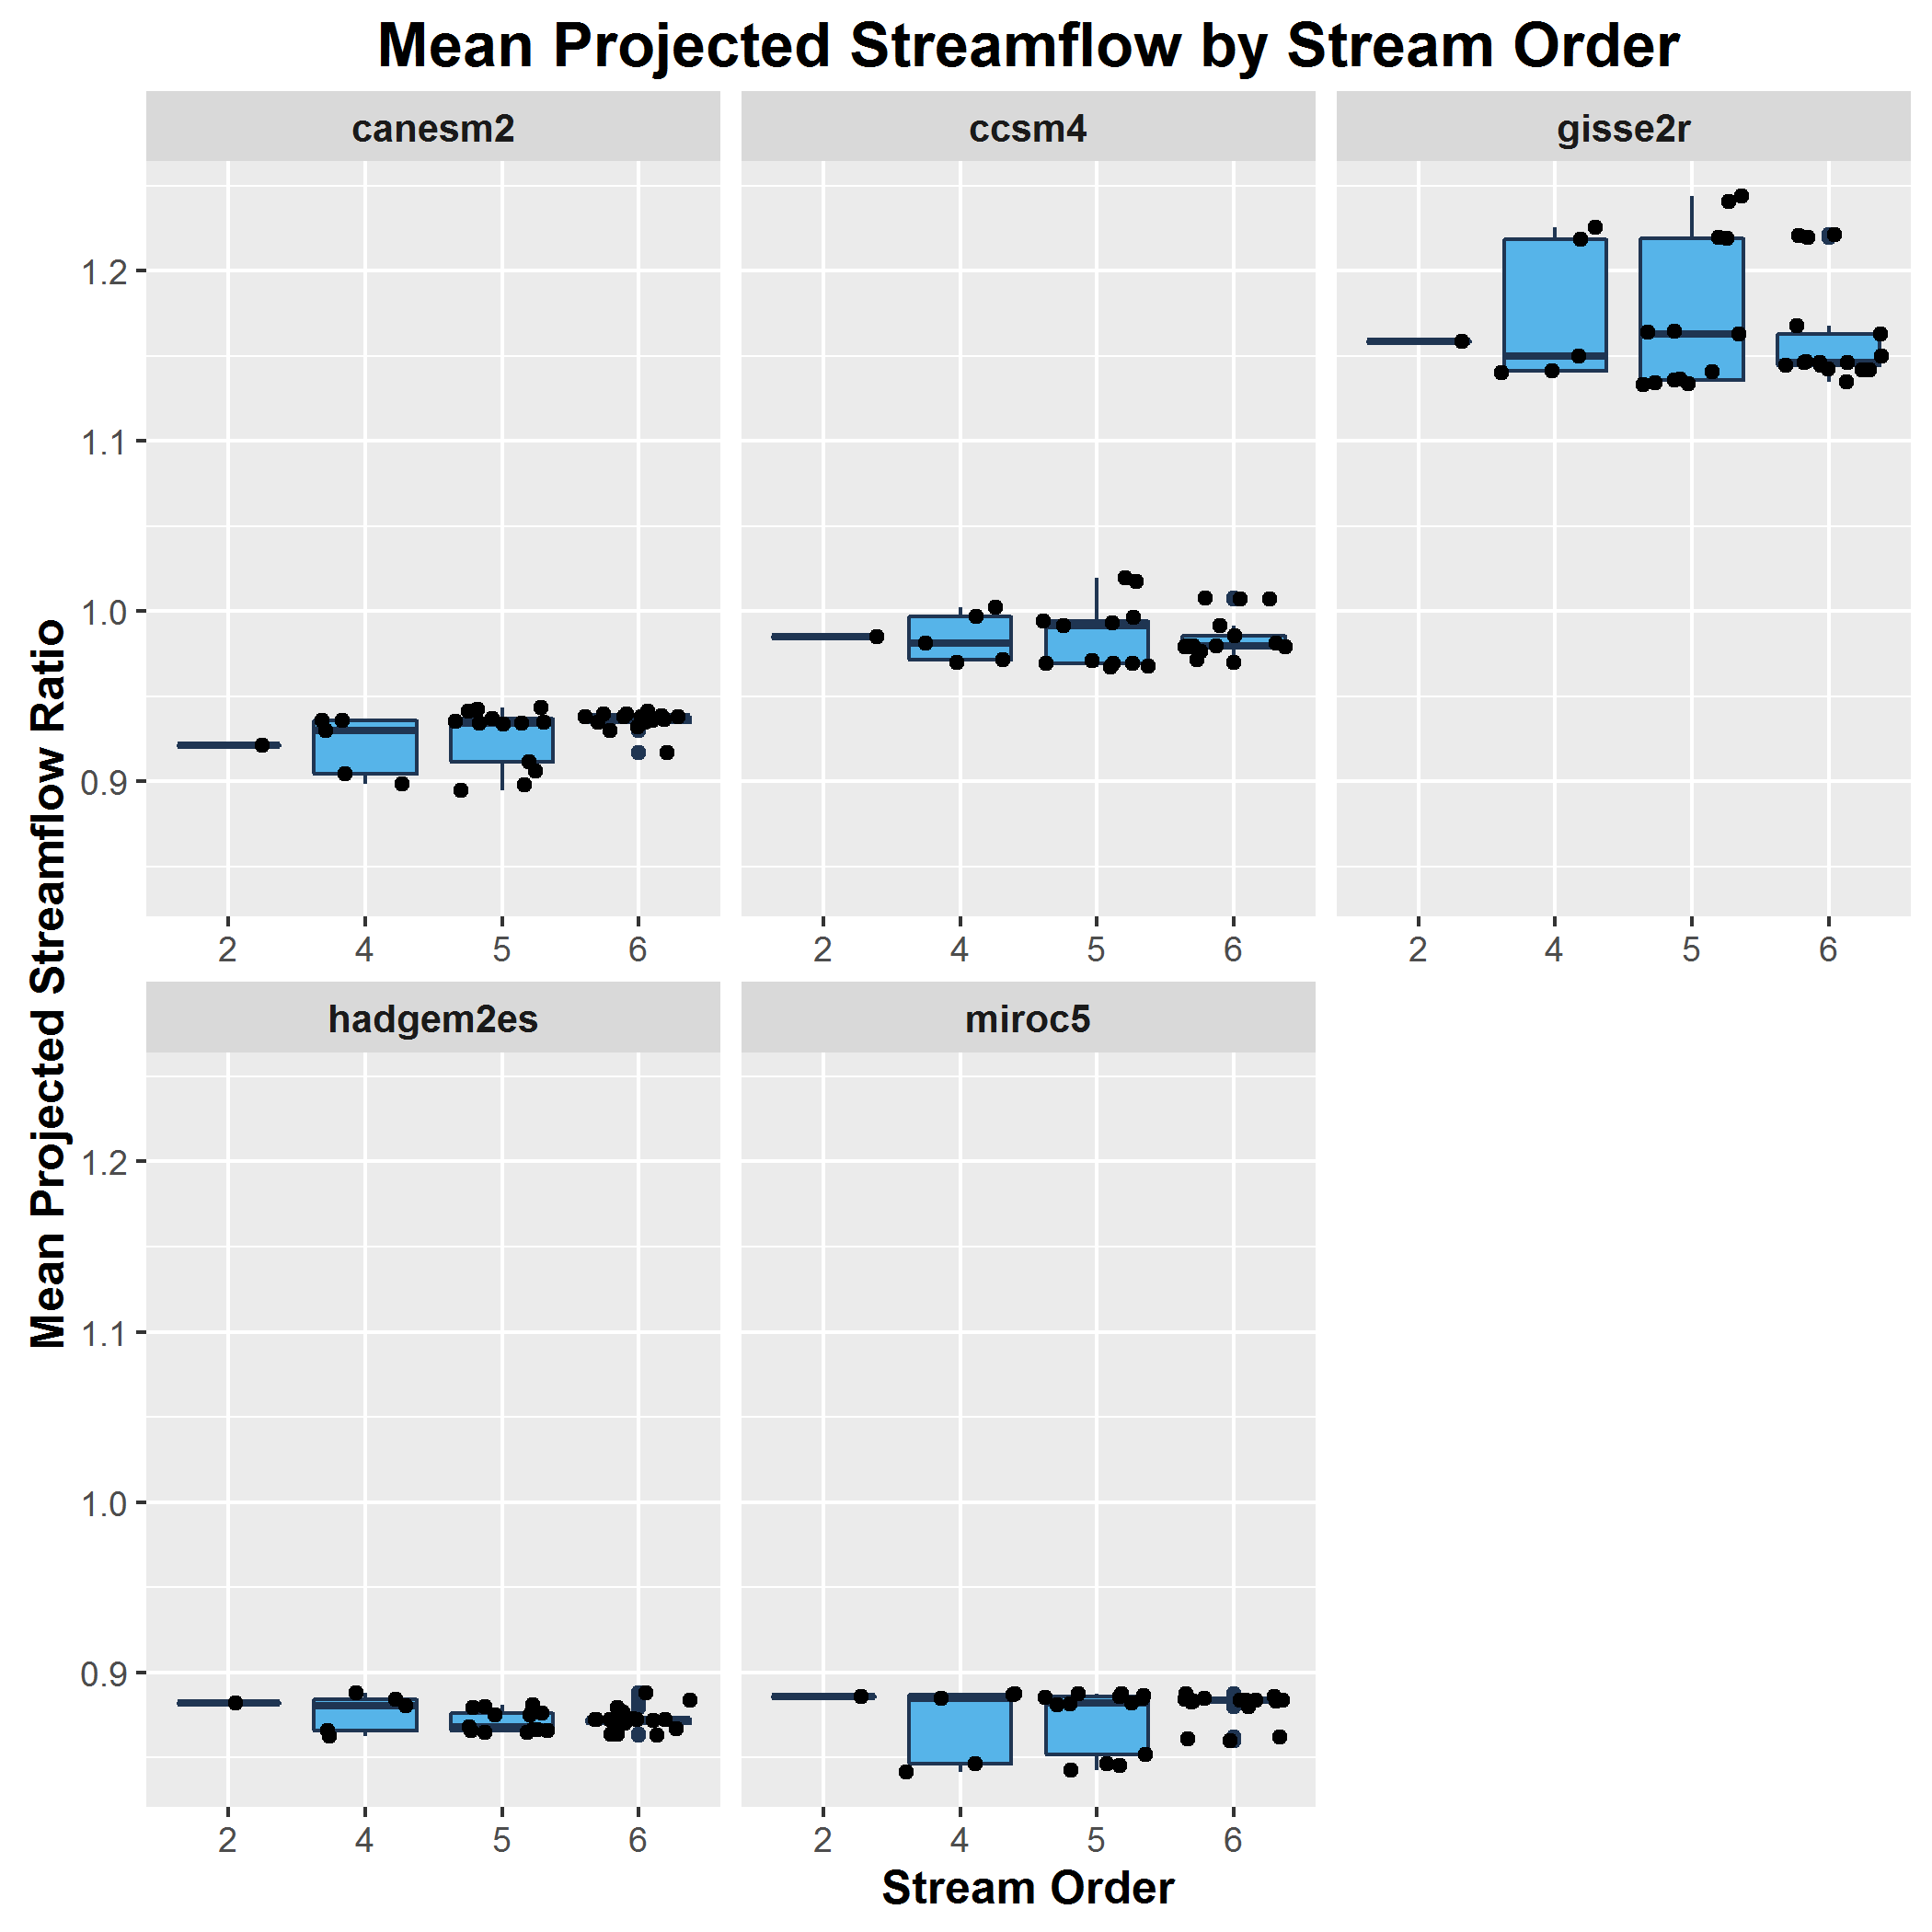 Mean Projected Streamflow by Stream Order
canesm2
ccsm4
gisse2r
1.2
1.1
1.0
0.9
2 4 5 6
2 4 5 6
2 4 5 6
Mean Projected Streamflow Ratio
hadgem2es
miroc5
1.2
1.1
1.0
0.9
2 4 5 6
2 4 5 6
Stream Order